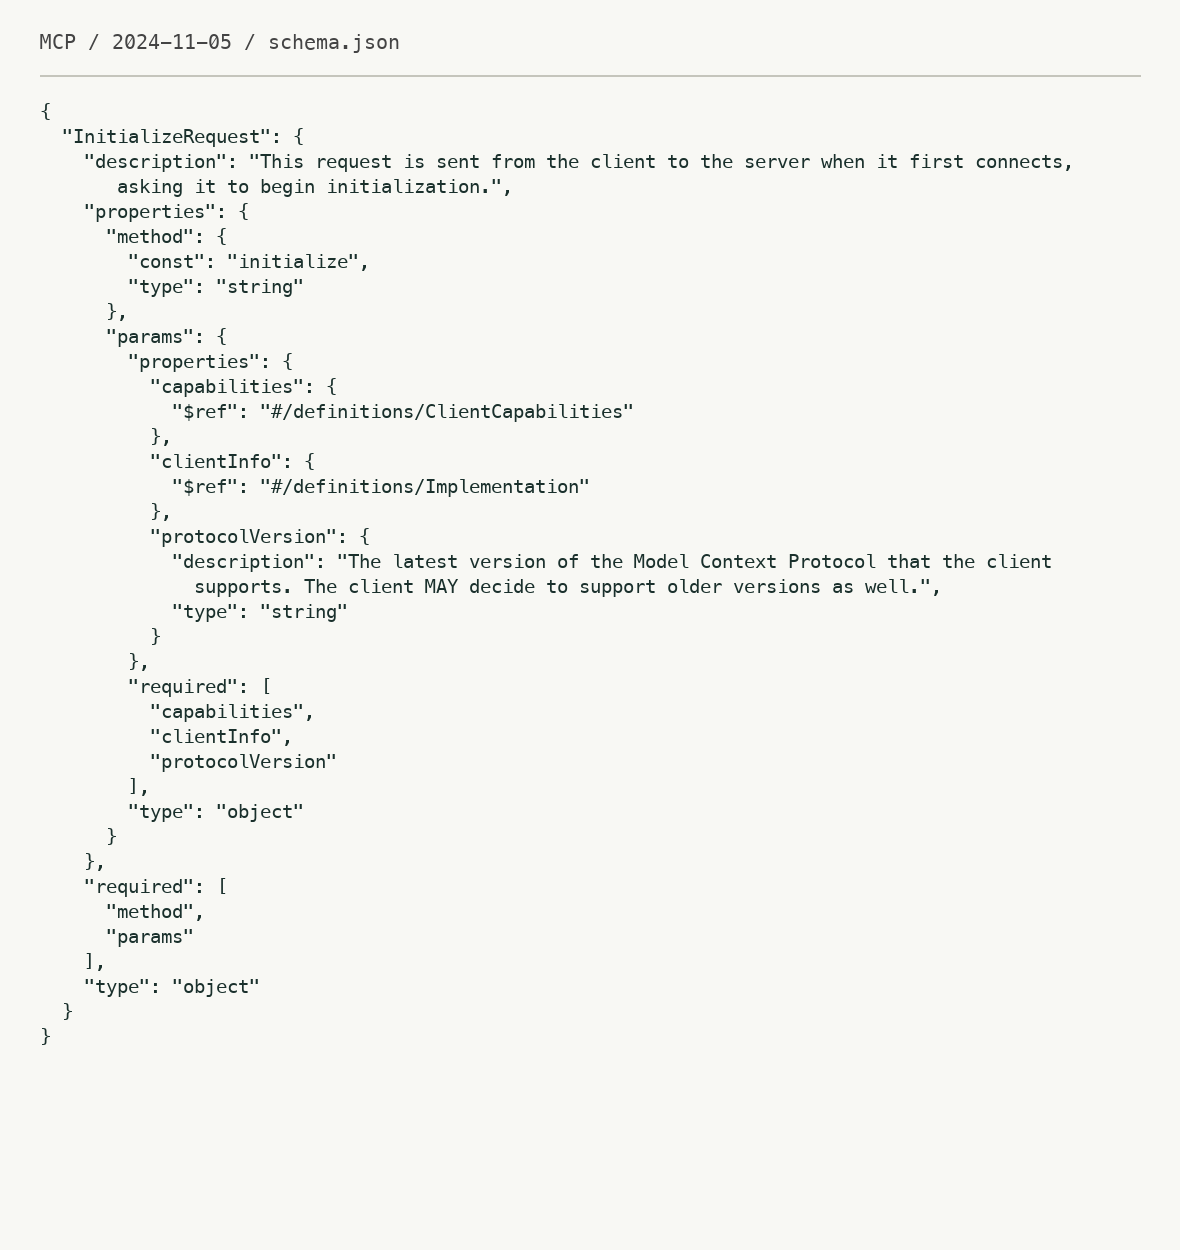 MCP / 2024−11−05 / schema.json
{
  "InitializeRequest": {
    "description": "This request is sent from the client to the server when it first connects,
       asking it to begin initialization.",
    "properties": {
      "method": {
        "const": "initialize",
        "type": "string"
      },
      "params": {
        "properties": {
          "capabilities": {
            "$ref": "#/definitions/ClientCapabilities"
          },
          "clientInfo": {
            "$ref": "#/definitions/Implementation"
          },
          "protocolVersion": {
            "description": "The latest version of the Model Context Protocol that the client
              supports. The client MAY decide to support older versions as well.",
            "type": "string"
          }
        },
        "required": [
          "capabilities",
          "clientInfo",
          "protocolVersion"
        ],
        "type": "object"
      }
    },
    "required": [
      "method",
      "params"
    ],
    "type": "object"
  }
}